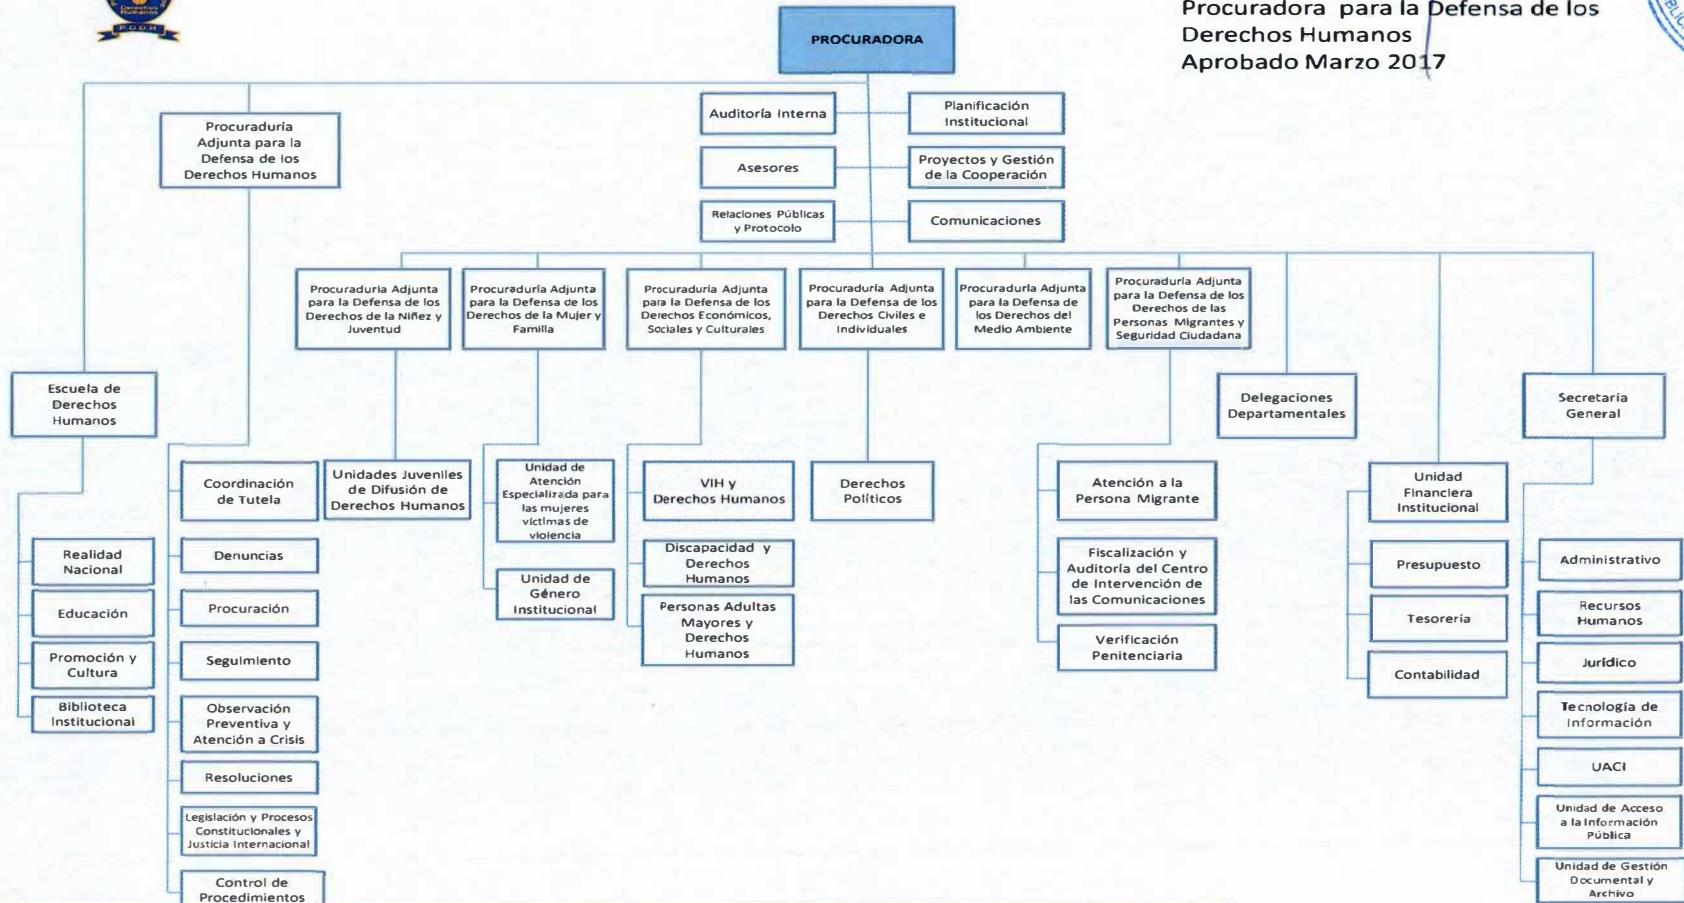 Derechos
Humanos
P.D.D.H
Procuradora para la Defensa de los
Derechos Humanos
Aprobado Marzo 2017
PROCURADORA
Auditoría Interna
Planificación
Institucional
Asesores
Proyectos y Gestión
de la Cooperación
Relaciones Públicas
y Protocolo
Comunicaciones
Procuraduría
Adjunta para la
Defensa de los
Derechos Humanos
Procuraduría Adjunta
para la Defensa de los
Derechos de la Niñez y
Juventud
Procuraduría Adjunta
para la Defensa de los
Derechos de la Mujer y
Familia
Procuraduría Adjunta
para la Defensa de los
Derechos Económicos,
Sociales y Culturales
Procuraduría Adjunta
para la Defensa de los
Derechos Civiles e
Individuales
Procuraduría Adjunta
para la Defensa de
los Derechos del
Medio Ambiente
Procuraduría Adjunta
para la Defensa de los
Derechos de las
Personas Migrantes y
Seguridad Ciudadana
Escuela de
Derechos
Humanos
Delegaciones
Departamentales
Secretaría
General
Realidad
Nacional
Educación
Promoción y
Cultura
Biblioteca
Institucional
Coordinación
de Tutela
Denuncias
Procuración
Seguimiento
Observación
Preventiva y
Atención a Crisis
Resoluciones
Legislación y Procesos
Constitucionales y
Justicia Internacional
Control de
Procedimientos
Unidades Juveniles
de Difusión de
Derechos Humanos
Unidad de
Atención
Especializada para
las mujeres
víctimas de
violencia
Unidad de
Género
Institucional
VIH y
Derechos Humanos
Discapacidad y
Derechos
Humanos
Personas Adultas
Mayores y
Derechos
Humanos
Derechos
Políticos
Atención a la
Persona Migrante
Fiscalización y
Auditoría del Centro
de Intervención de
las Comunicaciones
Verificación
Penitenciaria
Unidad
Financiera
Institucional
Presupuesto
Tesorería
Contabilidad
Administrativo
Recursos
Humanos
Jurídico
Tecnología de
Información
UACI
Unidad de Acceso
a la Información
Pública
Unidad de Gestión
Documental y
Archivo